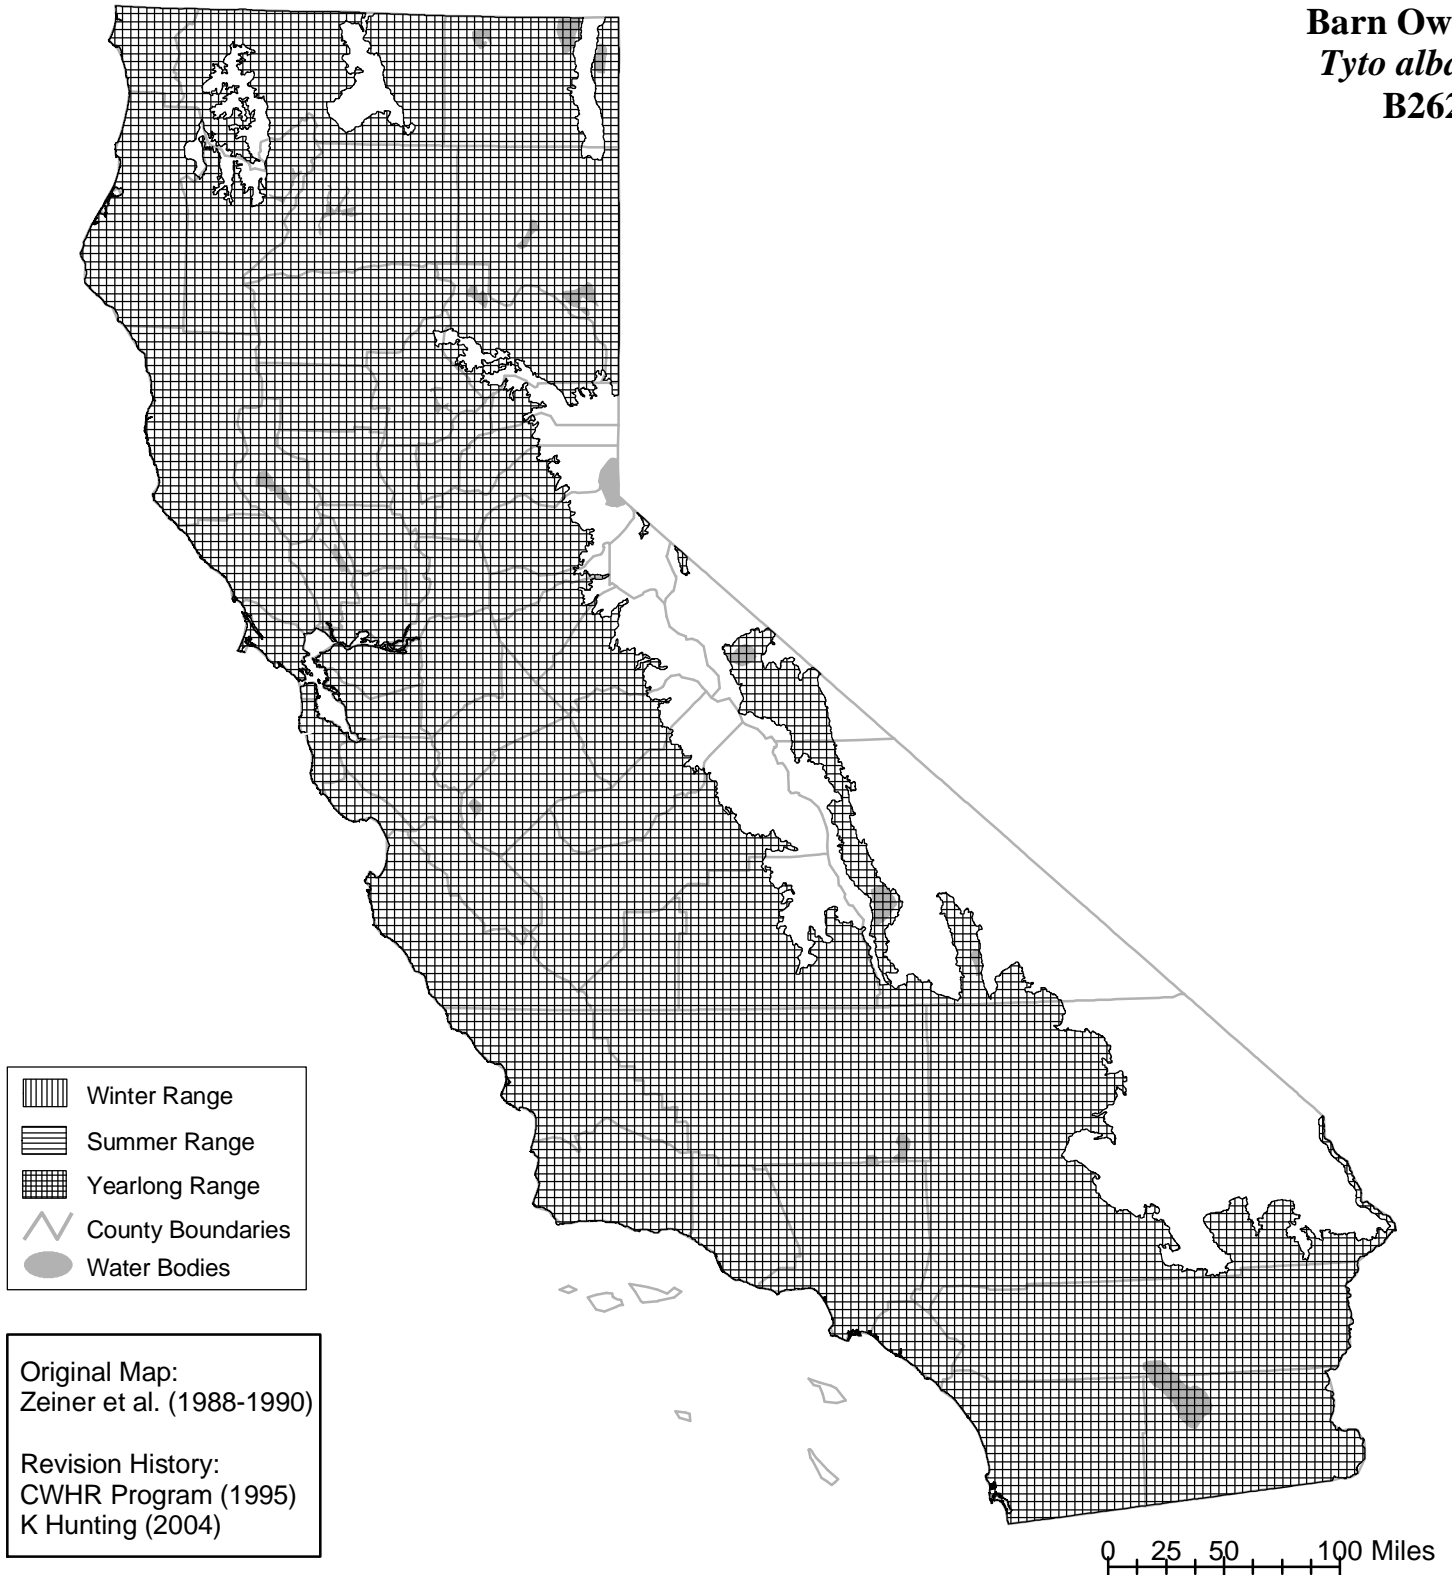 Barn Ow
Tyto alba
B262
Winter Range
Summer Range
Yearlong Range
County Boundaries
Water Bodies
Original Map:
Zeiner et al. (1988-1990)
Revision History:
CWHR Program (1995)
K Hunting (2004)
0 25 50 100 Miles